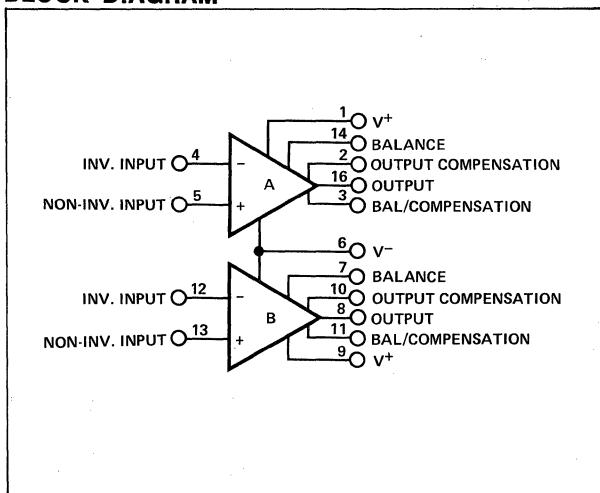 BLOCK DIAGRAM
1 V+
14 BALANCE
INV. INPUT 4 − 2 OUTPUT COMPENSATION
A 16 OUTPUT
NON-INV. INPUT 5 + 3 BAL/COMPENSATION
6 V−
7 BALANCE
INV. INPUT 12 − 10 OUTPUT COMPENSATION
B 8 OUTPUT
NON-INV. INPUT 13 + 11 BAL/COMPENSATION
9 V+